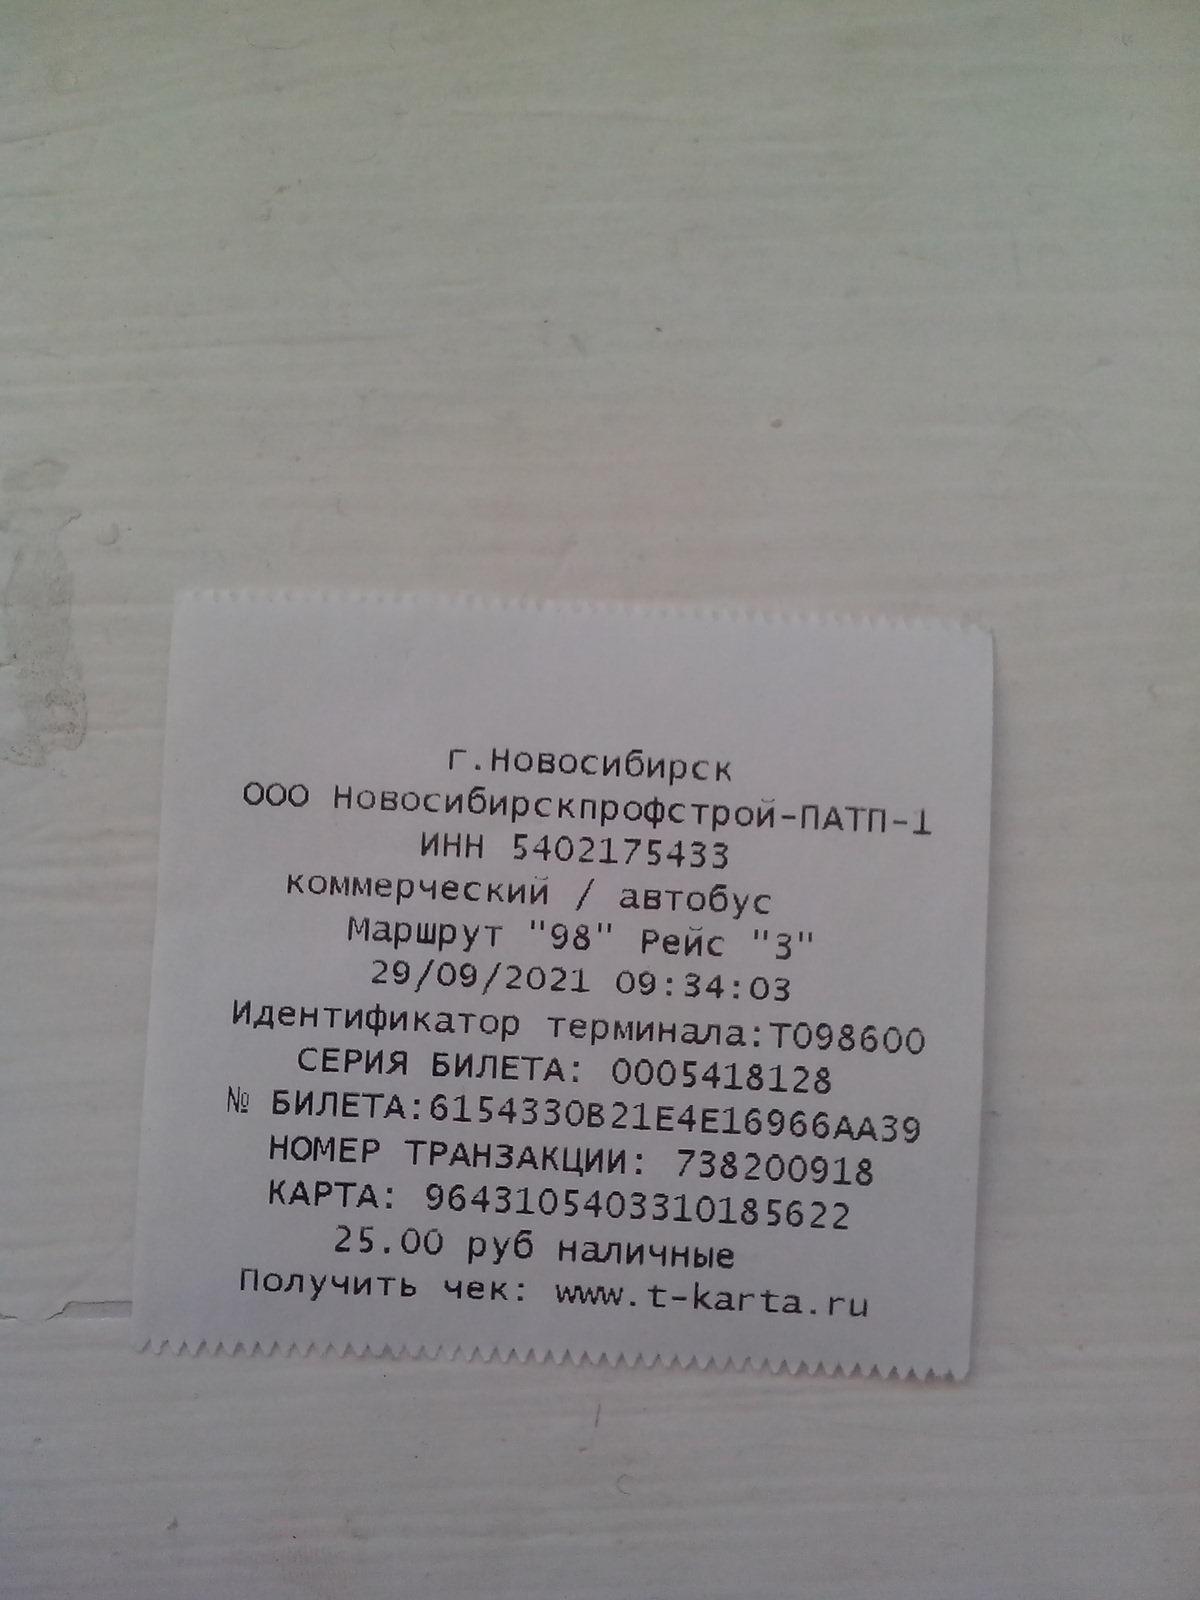 г.Новосибирск
ООО Новосибирскпрофстрой-ПАТП-1
ИНН 5402175433
коммерческий / автобус
Маршрут "98" Рейс "3"
29/09/2021 09:34:03
Идентификатор терминала:T098600
СЕРИЯ БИЛЕТА: 0005418128
№ БИЛЕТА:6154330B21E4E16966AA39
НОМЕР ТРАНЗАКЦИИ: 738200918
КАРТА: 9643105403310185622
25.00 руб наличные
Получить чек: www.t-karta.ru